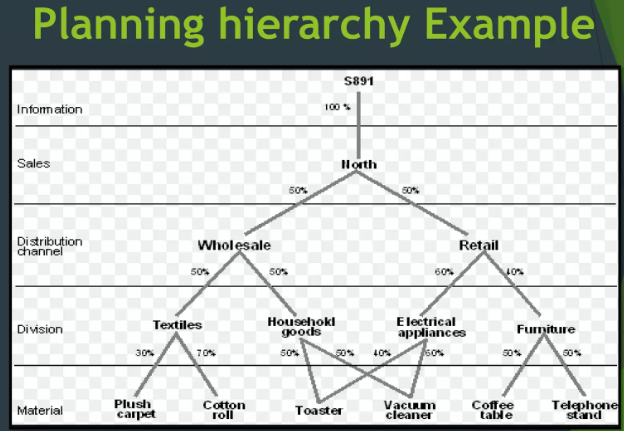 Planning hierarchy Example
S891
Information
100 %
Sales
North
50% 50%
Distribution
channel
Wholesale Retail
50% 50% 60% 40%
Division
Textiles
Household
goods
Electrical
appliances
Furniture
30% 70% 50% 50% 40% 60% 50% 50%
Material
Plush
carpet
Cotton
roll
Toaster
Vacuum
cleaner
Coffee
table
Telephone
stand